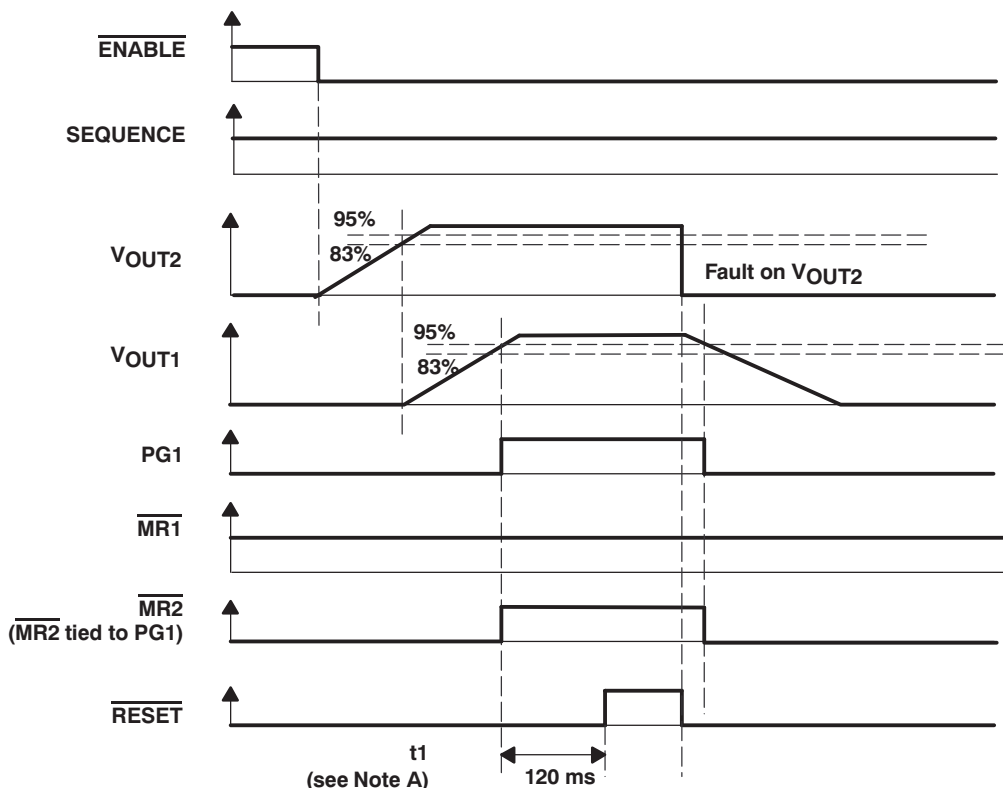 ENABLE
SEQUENCE
95%
VOUT2
83%
Fault on VOUT2
95%
VOUT1
83%
PG1
MR1
MR2
(MR2 tied to PG1)
RESET
t1
(see Note A)
120 ms